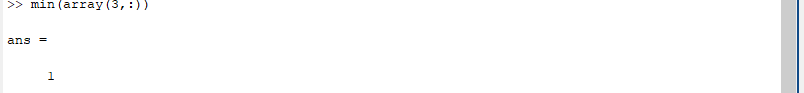 >> min(array(3,:))
ans =
1